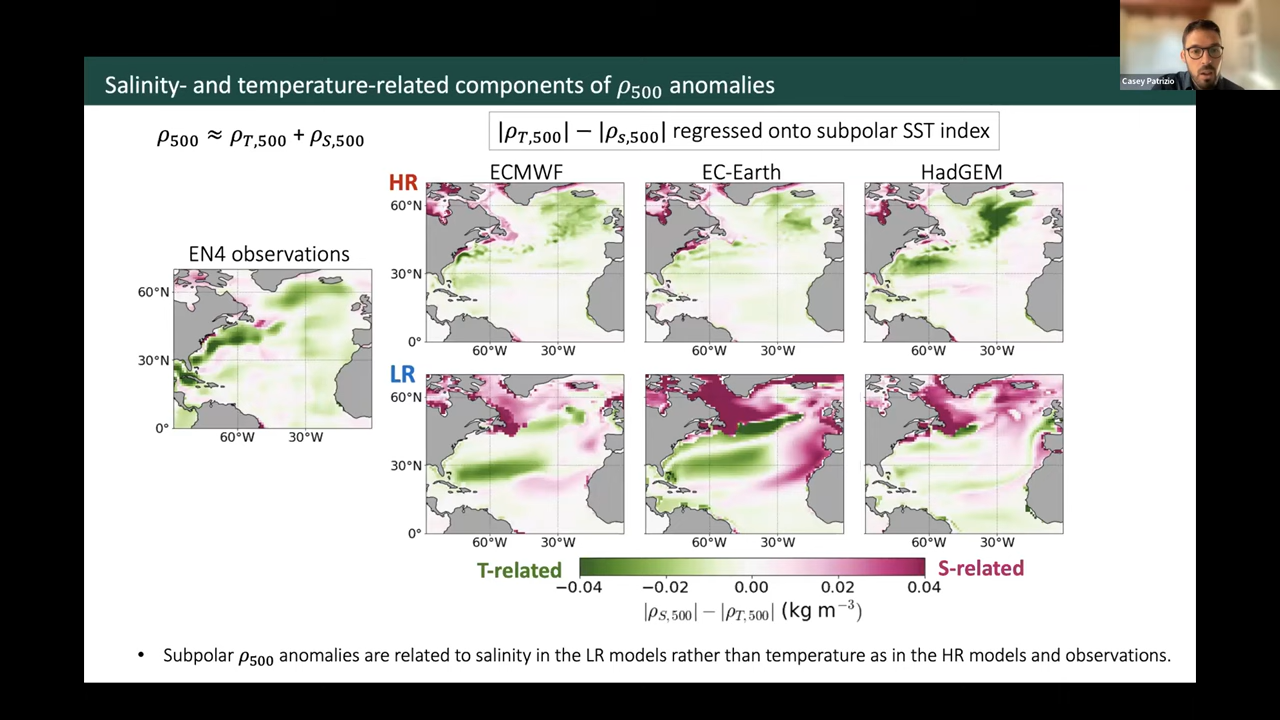 Casey Patrizio
Salinity- and temperature-related components of ρ500 anomalies
ρ500 ≈ ρT,500 + ρS,500
|ρT,500| − |ρs,500| regressed onto subpolar SST index
HR
ECMWF
EC-Earth
HadGEM
60°N
30°N
0°
60°W 30°W
60°W 30°W
60°W 30°W
EN4 observations
60°N
30°N
0°
60°W 30°W
LR
60°N
30°N
0°
60°W 30°W
60°W 30°W
60°W 30°W
T-related
S-related
−0.04 −0.02 0.00 0.02 0.04
|ρS,500| − |ρT,500| (kg m−3)
• Subpolar ρ500 anomalies are related to salinity in the LR models rather than temperature as in the HR models and observations.